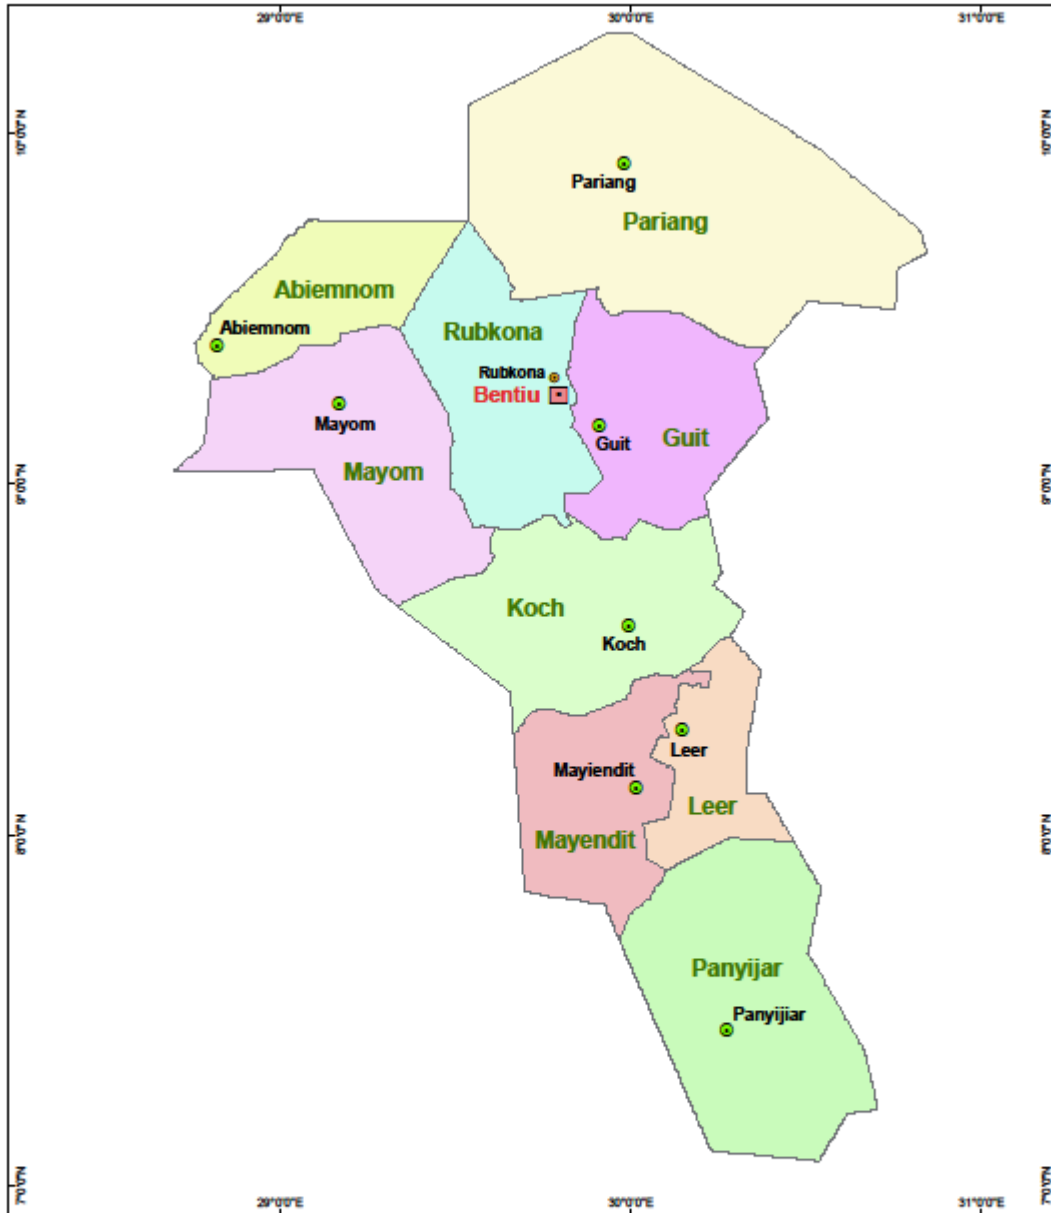 29°0'0"E 30°0'0"E 31°0'0"E
10°0'0"N 10°0'0"N
Pariang
Pariang
Abiemnom
Abiemnom
Rubkona
Rubkona
Bentiu
Mayom
Mayom
Guit
Guit
9°0'0"N 9°0'0"N
Koch
Koch
Leer
Mayiendit
Leer
Mayendit
8°0'0"N 8°0'0"N
Panyijar
Panyijiar
7°0'0"N 7°0'0"N
29°0'0"E 30°0'0"E 31°0'0"E